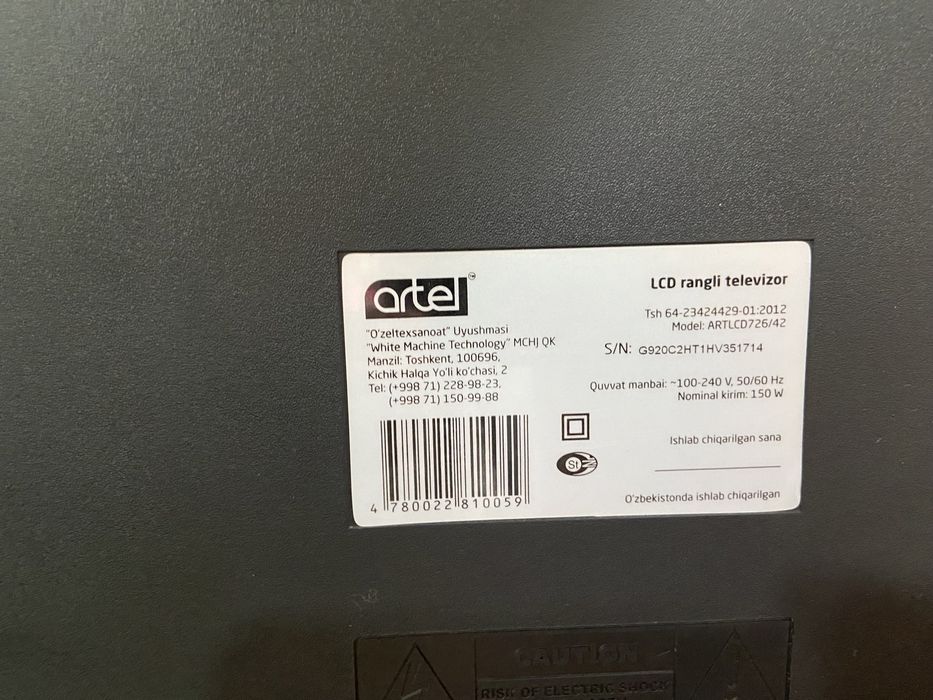 artel™
LCD rangli televizor
"O'zeltexsanoat" Uyushmasi
"White Machine Technology" MCHJ QK
Manzil: Toshkent, 100696,
Kichik Halqa Yo'li ko'chasi, 2
Tel: (+998 71) 228-98-23,
(+998 71) 150-99-88
Tsh 64-23424429-01:2012
Model: ARTLCD726/42
S/N: G920C2HT1HV351714
Quvvat manbai: ~100-240 V, 50/60 Hz
Nominal kirim: 150 W
St
Ishlab chiqarilgan sana
4 780022 810059
O'zbekistonda ishlab chiqarilgan
CAUTION
RISK OF ELECTRIC SHOCK